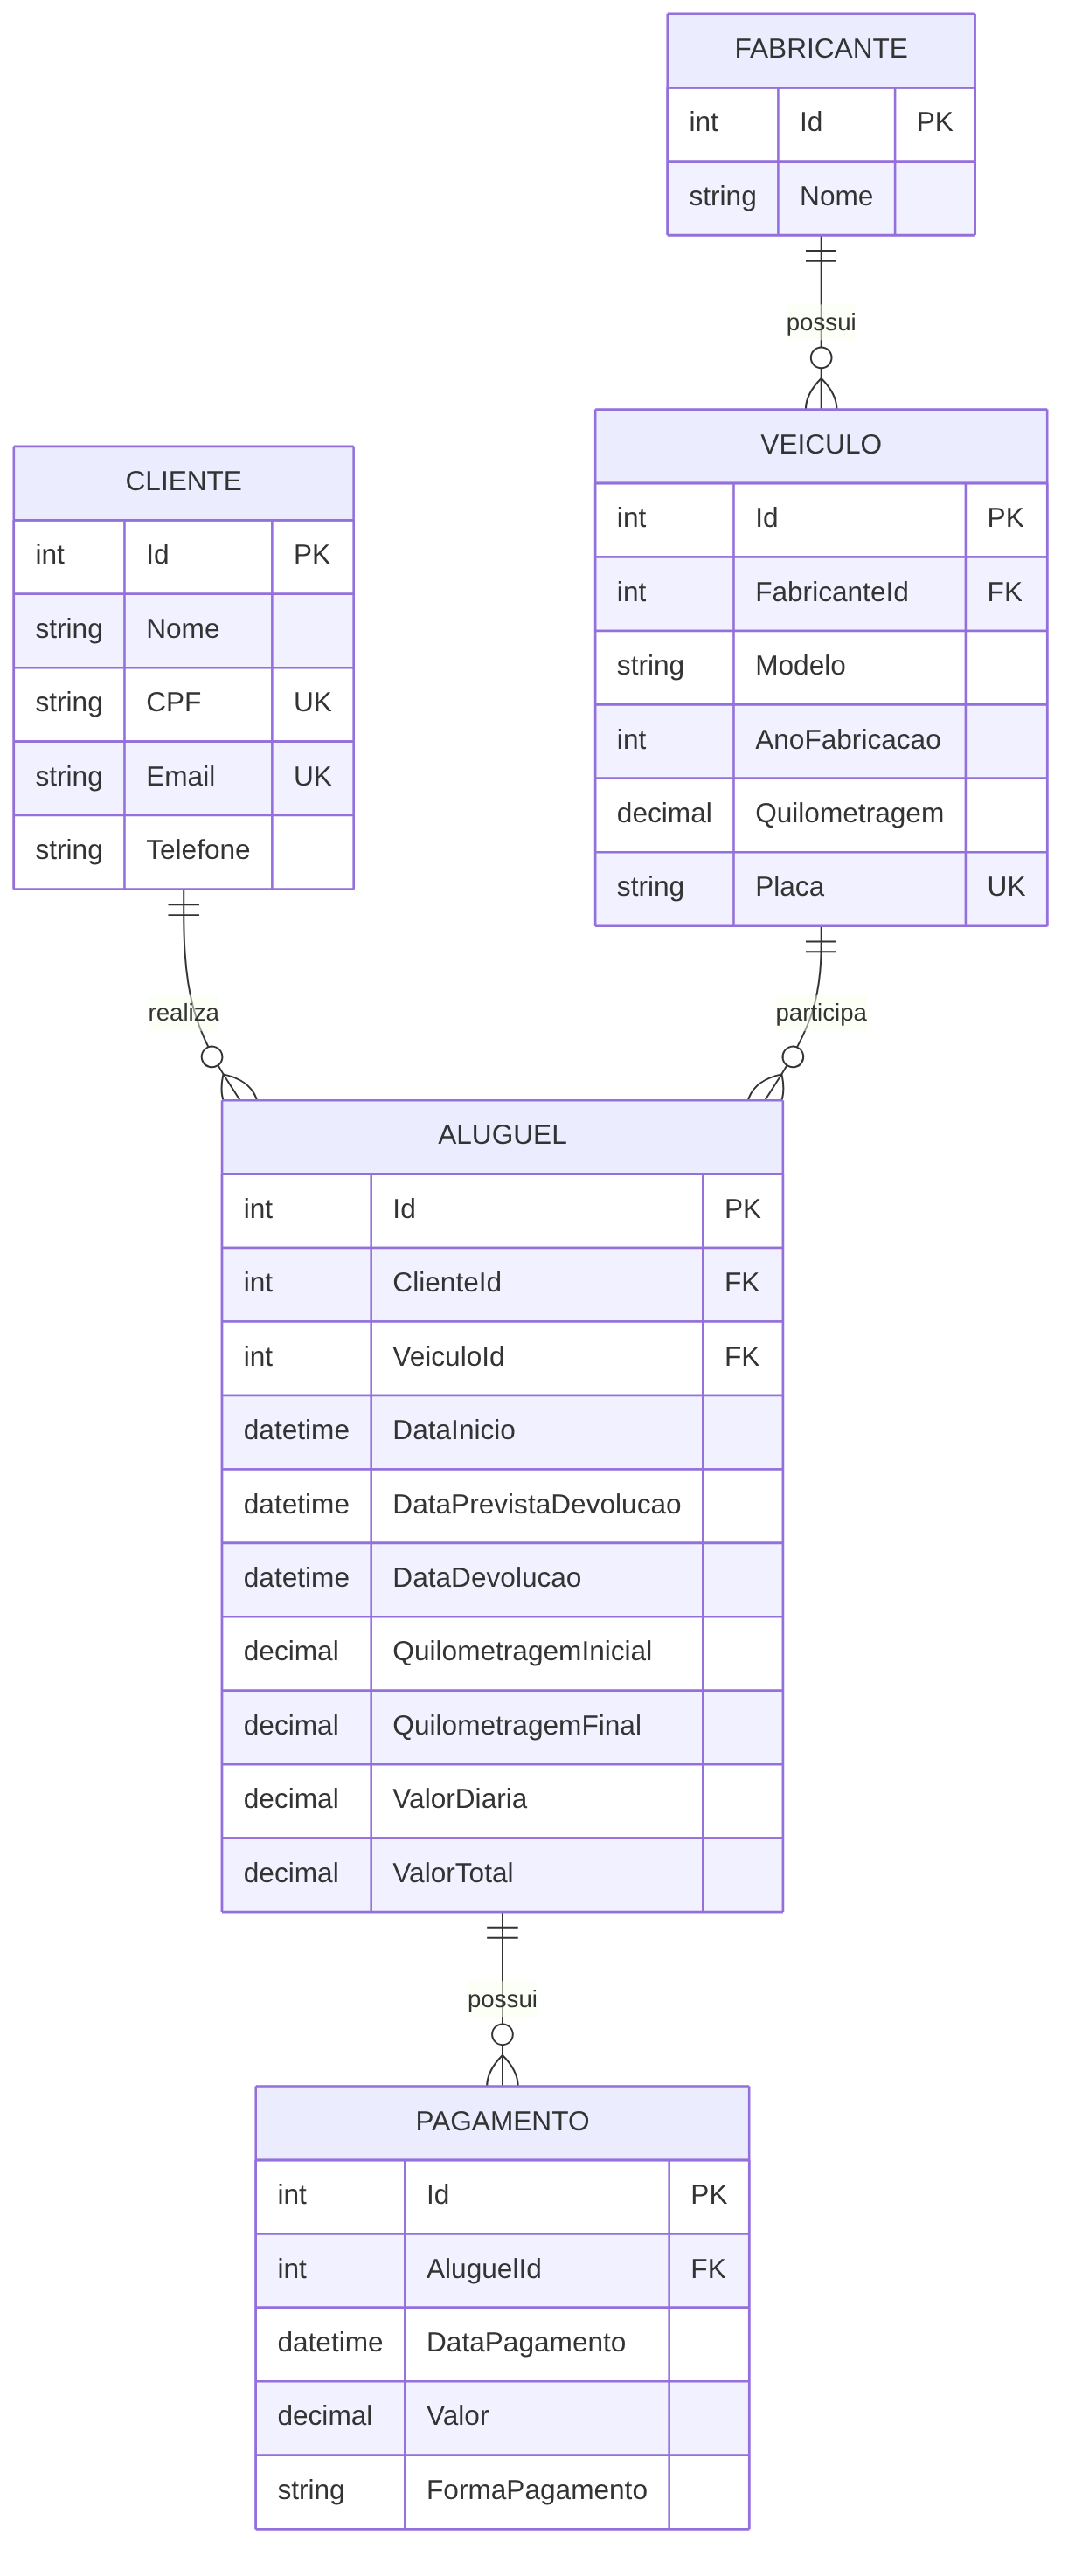 FABRICANTE
int Id PK
string Nome
possui
VEICULO
int Id PK
int FabricanteId FK
string Modelo
int AnoFabricacao
decimal Quilometragem
string Placa UK
CLIENTE
int Id PK
string Nome
string CPF UK
string Email UK
string Telefone
realiza
participa
ALUGUEL
int Id PK
int ClienteId FK
int VeiculoId FK
datetime DataInicio
datetime DataPrevistaDevolucao
datetime DataDevolucao
decimal QuilometragemInicial
decimal QuilometragemFinal
decimal ValorDiaria
decimal ValorTotal
possui
PAGAMENTO
int Id PK
int AluguelId FK
datetime DataPagamento
decimal Valor
string FormaPagamento